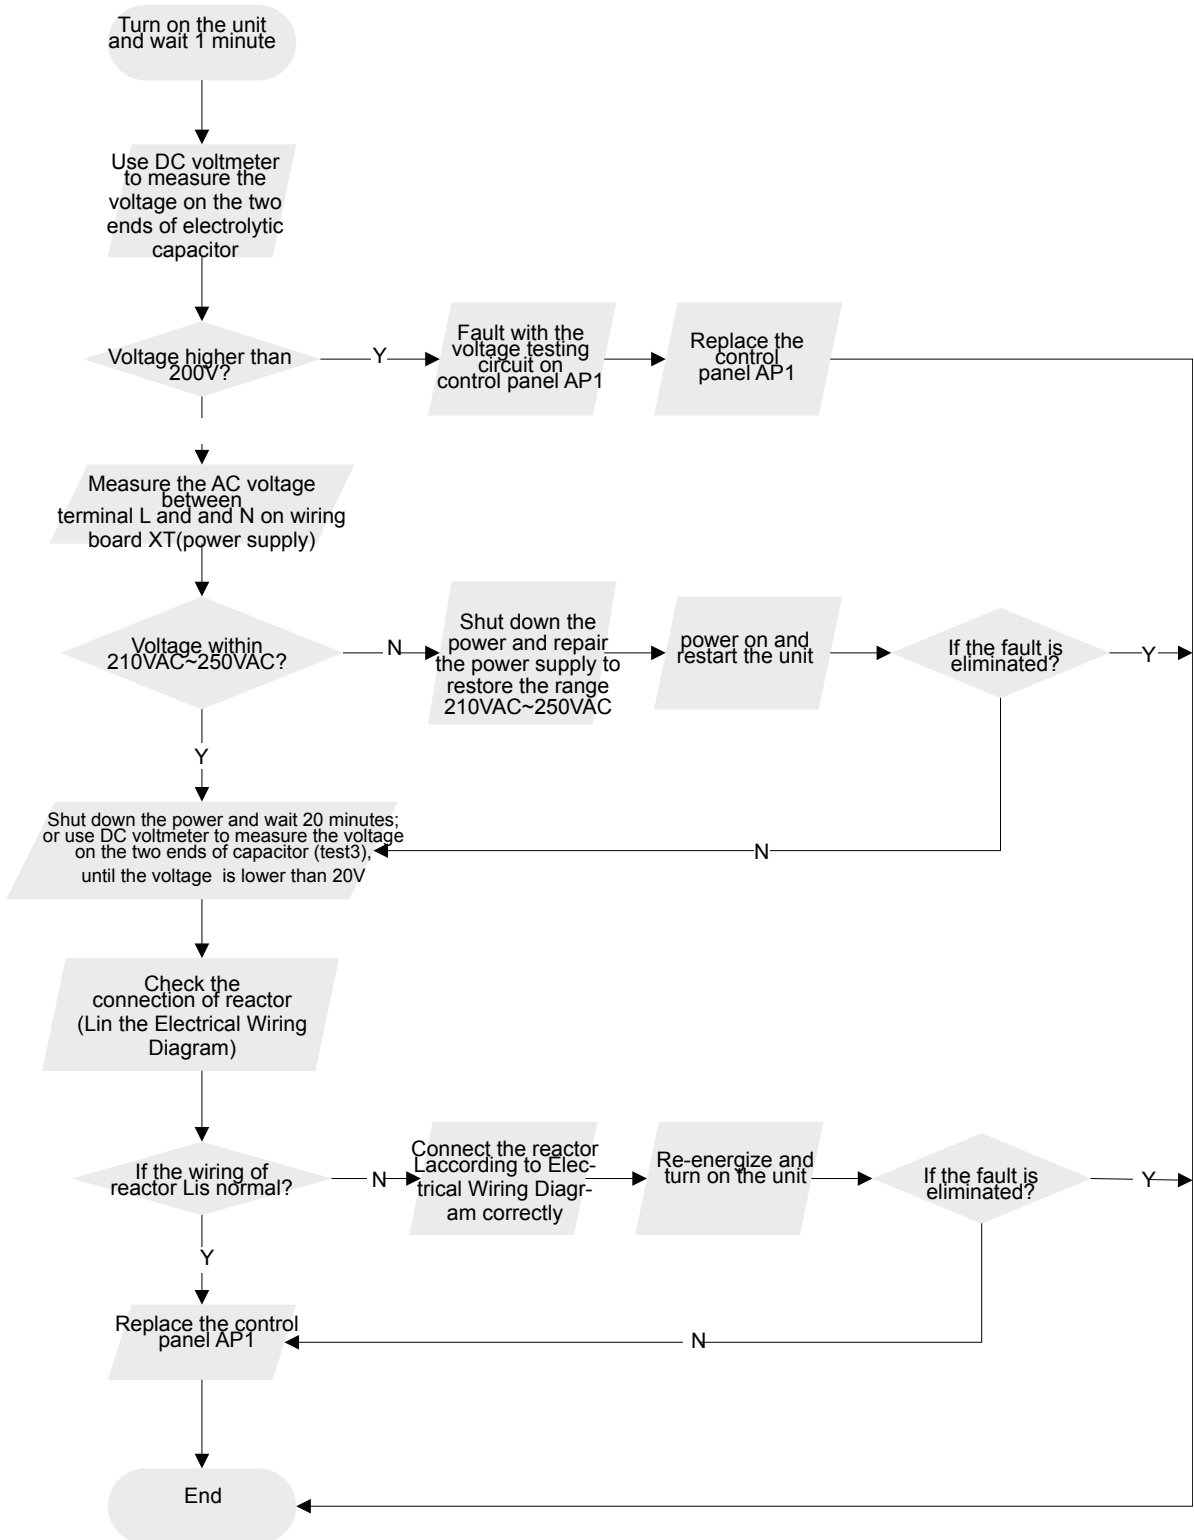 Turn on the unit
and wait 1 minute
Use DC voltmeter
to measure the
voltage on the two
ends of electrolytic
capacitor
Voltage higher than
200V?
Y
Fault with the
voltage testing
circuit on
control panel AP1
Replace the
control
panel AP1
Measure the AC voltage
between
terminal L and and N on wiring
board XT(power supply)
Voltage within
210VAC~250VAC?
N
Shut down the
power and repair
the power supply to
restore the range
210VAC~250VAC
power on and
restart the unit
If the fault is
eliminated?
Y
Y
Shut down the power and wait 20 minutes;
or use DC voltmeter to measure the voltage
on the two ends of capacitor (test3),
until the voltage is lower than 20V
N
Check the
connection of reactor
(Lin the Electrical Wiring
Diagram)
If the wiring of
reactor Lis normal?
N
Connect the reactor
Laccording to Elec-
trical Wiring Diagr-
am correctly
Re-energize and
turn on the unit
If the fault is
eliminated?
Y
Y
Replace the control
panel AP1
N
End